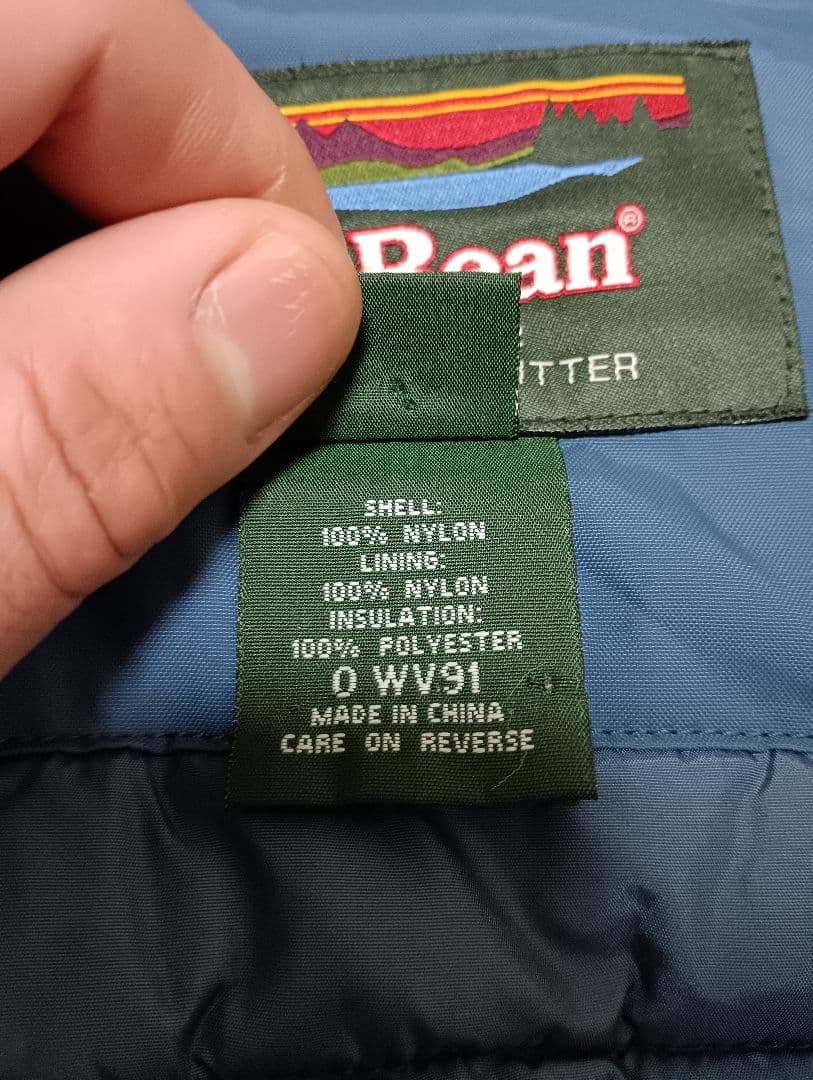 Bean®
ITTER
SHELL:
100% NYLON
LINING:
100% NYLON
INSULATION:
100% POLYESTER
0 WV91
MADE IN CHINA
CARE ON REVERSE